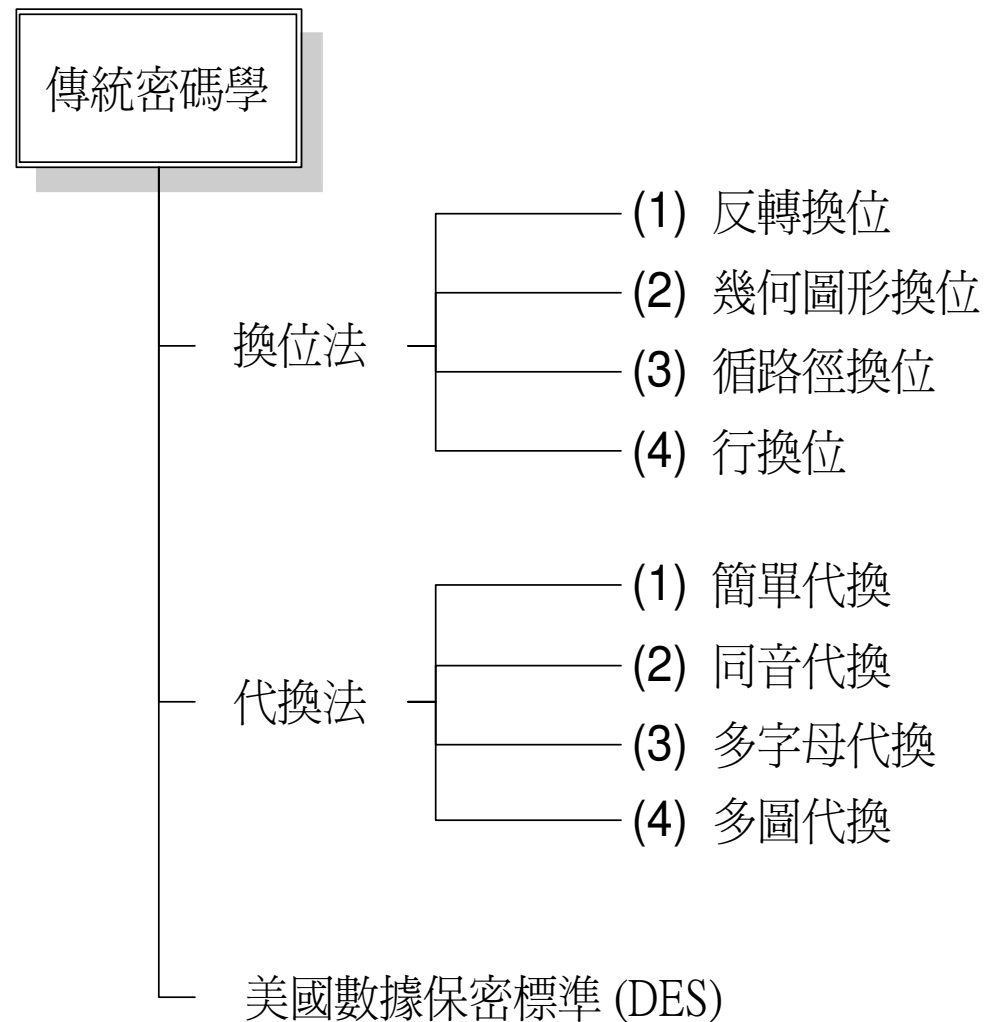 傳統密碼學
換位法
(1) 反轉換位
(2) 幾何圖形換位
(3) 循路徑換位
(4) 行換位
代換法
(1) 簡單代換
(2) 同音代換
(3) 多字母代換
(4) 多圖代換
美國數據保密標準 (DES)